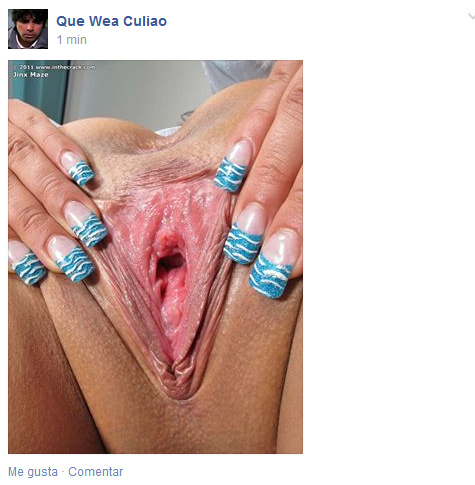 Que Wea Culiao
1 min
© 2011 www.inthecrack.com
Jinx Maze
Me gusta · Comentar